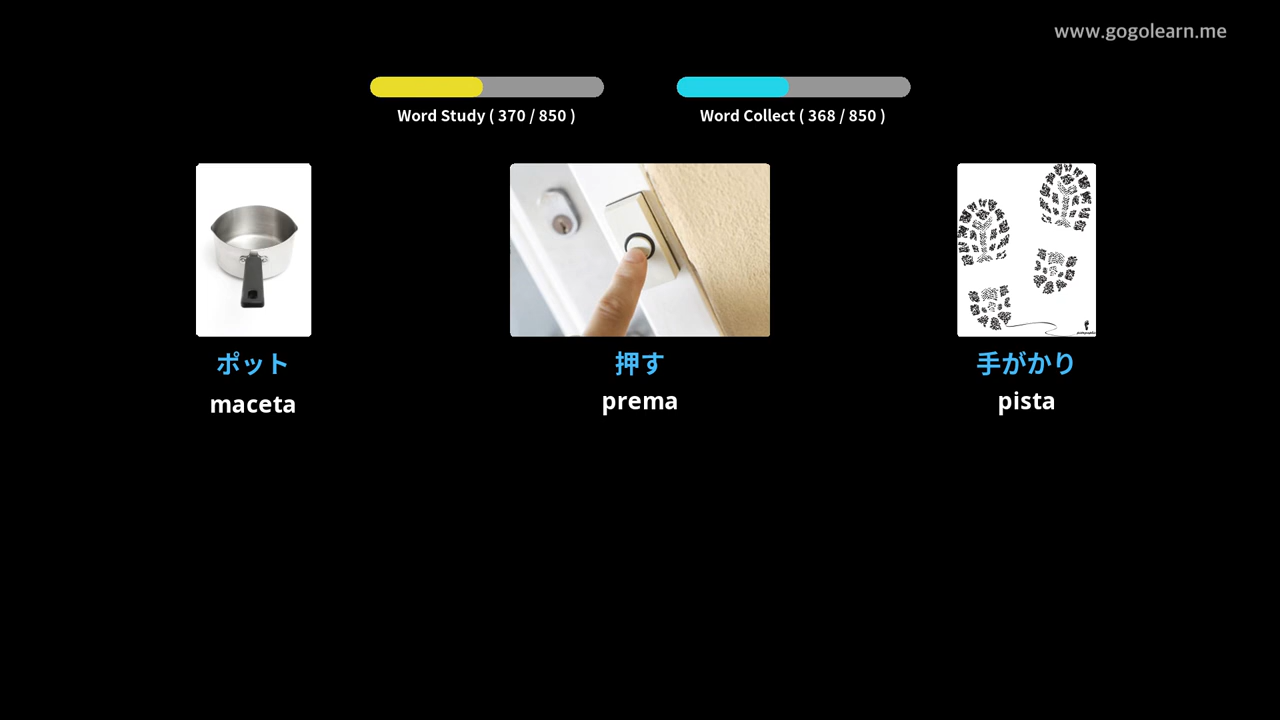 www.gogolearn.me
Word Study ( 370 / 850 )
Word Collect ( 368 / 850 )
ポット
maceta
押す
prema
手がかり
pista